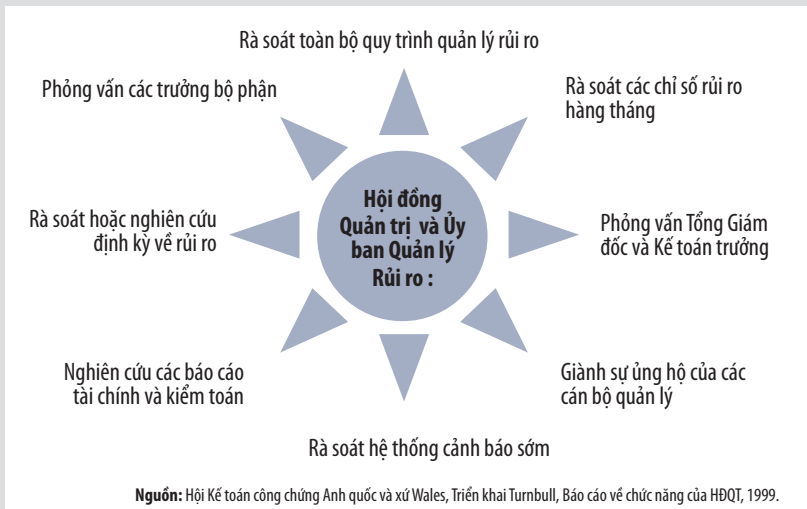 Rà soát toàn bộ quy trình quản lý rủi ro
Phỏng vấn các trưởng bộ phận
Rà soát các chỉ số rủi ro
hàng tháng
Hội đồng
Quản trị và Ủy
ban Quản lý
Rủi ro :
Rà soát hoặc nghiên cứu
định kỳ về rủi ro
Phỏng vấn Tổng Giám
đốc và Kế toán trưởng
Nghiên cứu các báo cáo
tài chính và kiểm toán
Giành sự ủng hộ của các
cán bộ quản lý
Rà soát hệ thống cảnh báo sớm
Nguồn: Hội Kế toán công chứng Anh quốc và xứ Wales, Triển khai Turnbull, Báo cáo về chức năng của HĐQT, 1999.